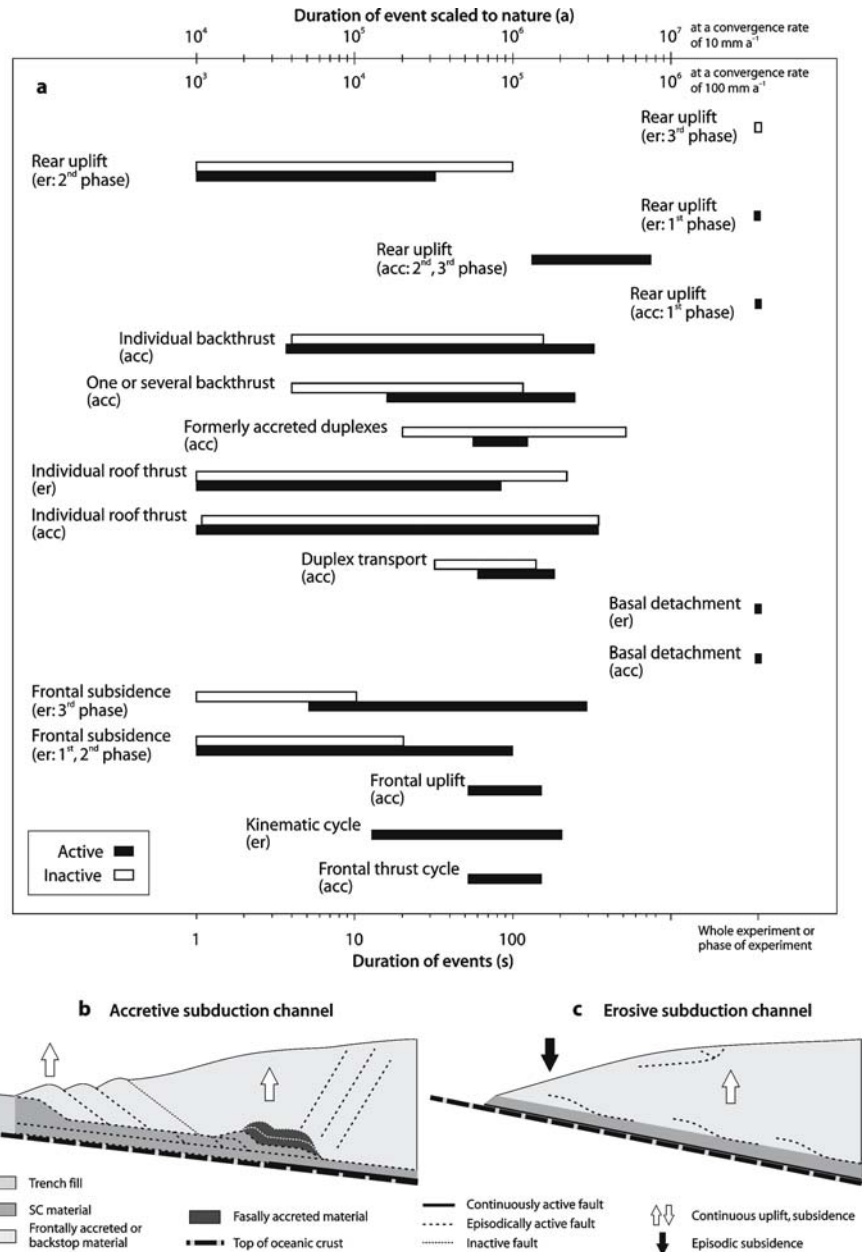 Duration of event scaled to nature (a)
10⁴ 10⁵ 10⁶ 10⁷ at a convergence rate
of 10 mm a⁻¹
10³ 10⁴ 10⁵ 10⁶ at a convergence rate
of 100 mm a⁻¹
a
Rear uplift
(er: 3rd phase)
Rear uplift
(er: 2nd phase)
Rear uplift
(er: 1st phase)
Rear uplift
(acc: 2nd, 3rd phase)
Rear uplift
(acc: 1st phase)
Individual backthrust
(acc)
One or several backthrust
(acc)
Formerly accreted duplexes
(acc)
Individual roof thrust
(er)
Individual roof thrust
(acc)
Duplex transport
(acc)
Basal detachment
(er)
Basal detachment
(acc)
Frontal subsidence
(er: 3rd phase)
Frontal subsidence
(er: 1st, 2nd phase)
Frontal uplift
(acc)
Kinematic cycle
(er)
Frontal thrust cycle
(acc)
Active
Inactive
1 10 100 Whole experiment or
phase of experiment
Duration of events (s)
b Accretive subduction channel
c Erosive subduction channel
Trench fill
SC material
Frontally accreted or
backstop material
Fasally accreted material
Top of oceanic crust
Continuously active fault
Episodically active fault
Inactive fault
Continuous uplift, subsidence
Episodic subsidence